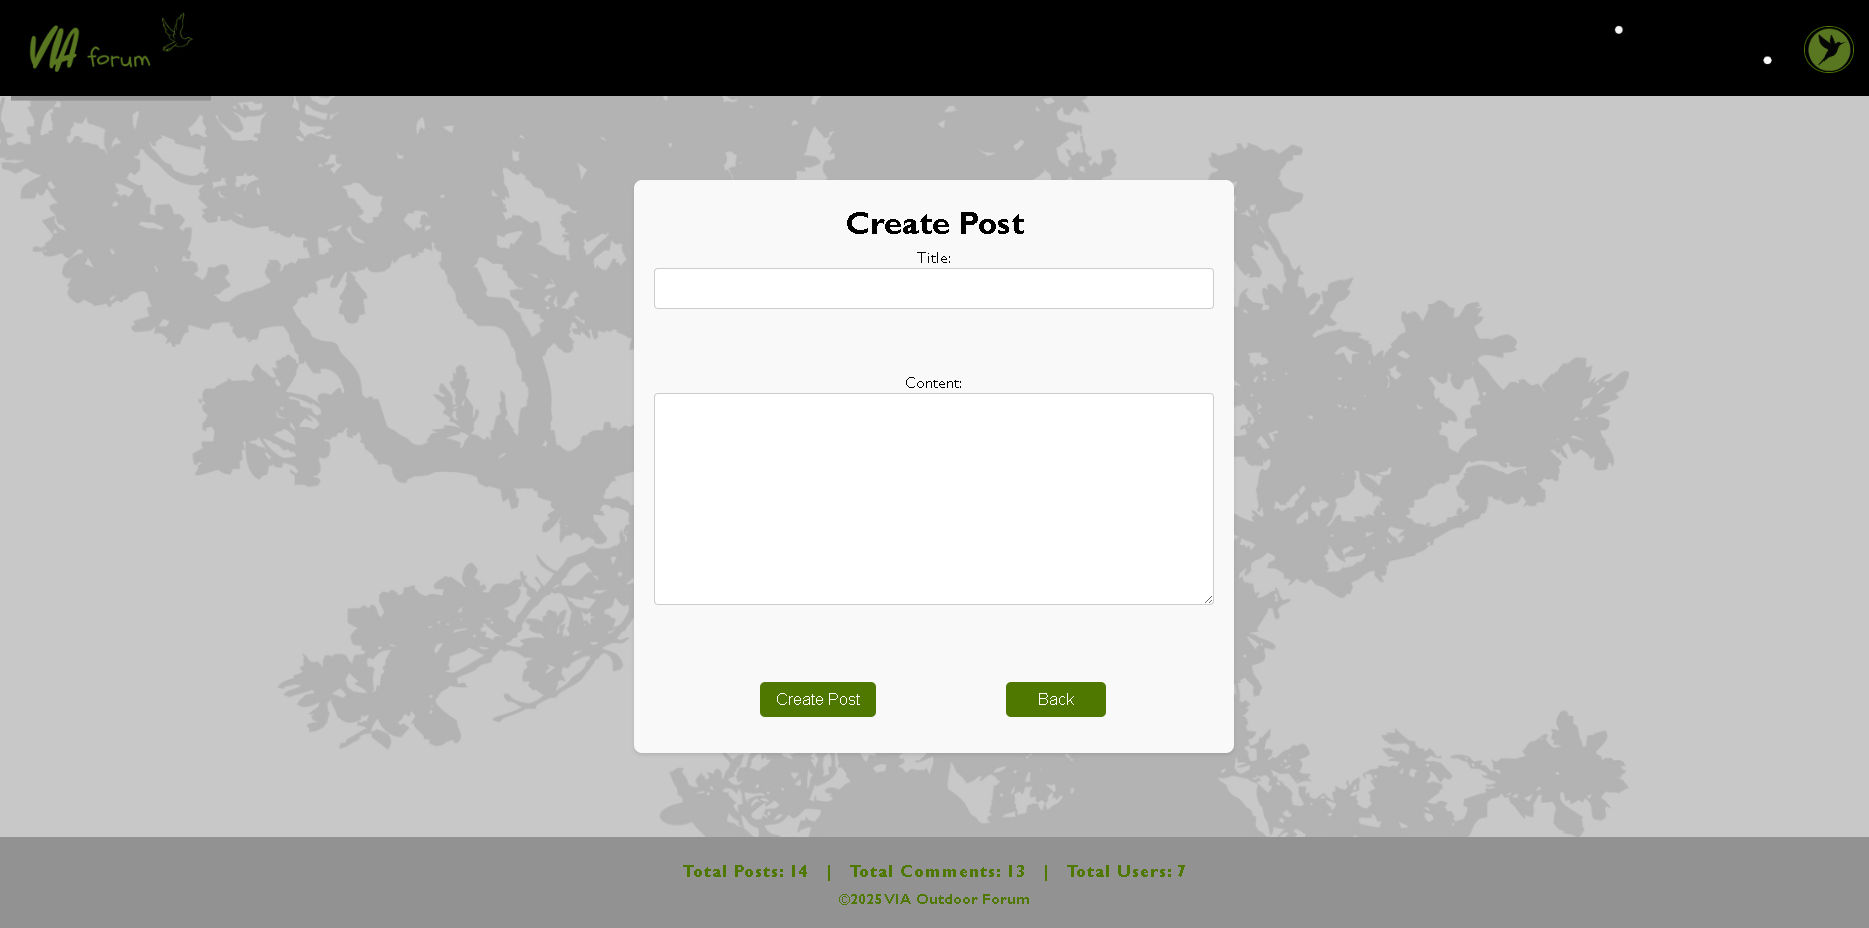 VIA forum
Create Post
Title:
Content:
Create Post
Back
Total Posts: 14 | Total Comments: 13 | Total Users: 7
©2025 VIA Outdoor Forum